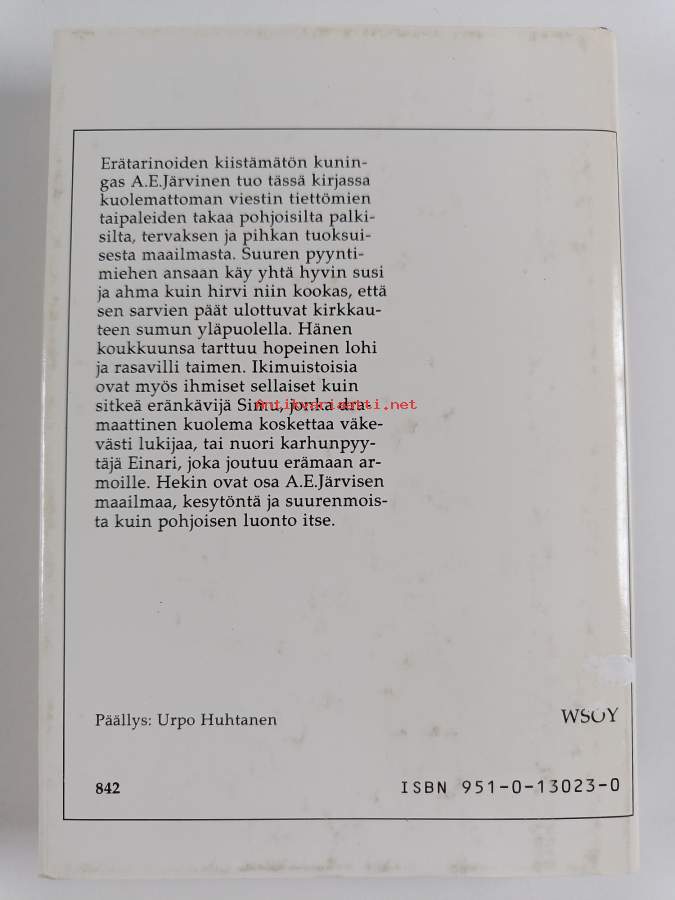 Erätarinoiden kiistämätön kunin-
gas A.E.Järvinen tuo tässä kirjassa
kuolemattoman viestin tiettömien
taipaleiden takaa pohjoisilta palki-
silta, tervaksen ja pihkan tuoksui-
sesta maailmasta. Suuren pyynti-
miehen ansaan käy yhtä hyvin susi
ja ahma kuin hirvi niin kookas, että
sen sarvien päät ulottuvat kirkkau-
teen sumun yläpuolella. Hänen
koukkuunsa tarttuu hopeinen lohi
ja rasavilli taimen. Ikimuistoisia
ovat myös ihmiset sellaiset kuin
sitkeä eränkävijä Simu, jonka dra-
Antikvariaatti.net
maattinen kuolema koskettaa väke-
västi lukijaa, tai nuori karhunpyy-
täjä Einari, joka joutuu erämaan ar-
moille. Hekin ovat osa A.E.Järvisen
maailmaa, kesytöntä ja suurenmois-
ta kuin pohjoisen luonto itse.
Päällys: Urpo Huhtanen
WSOY
842
ISBN 951-0-13023-0